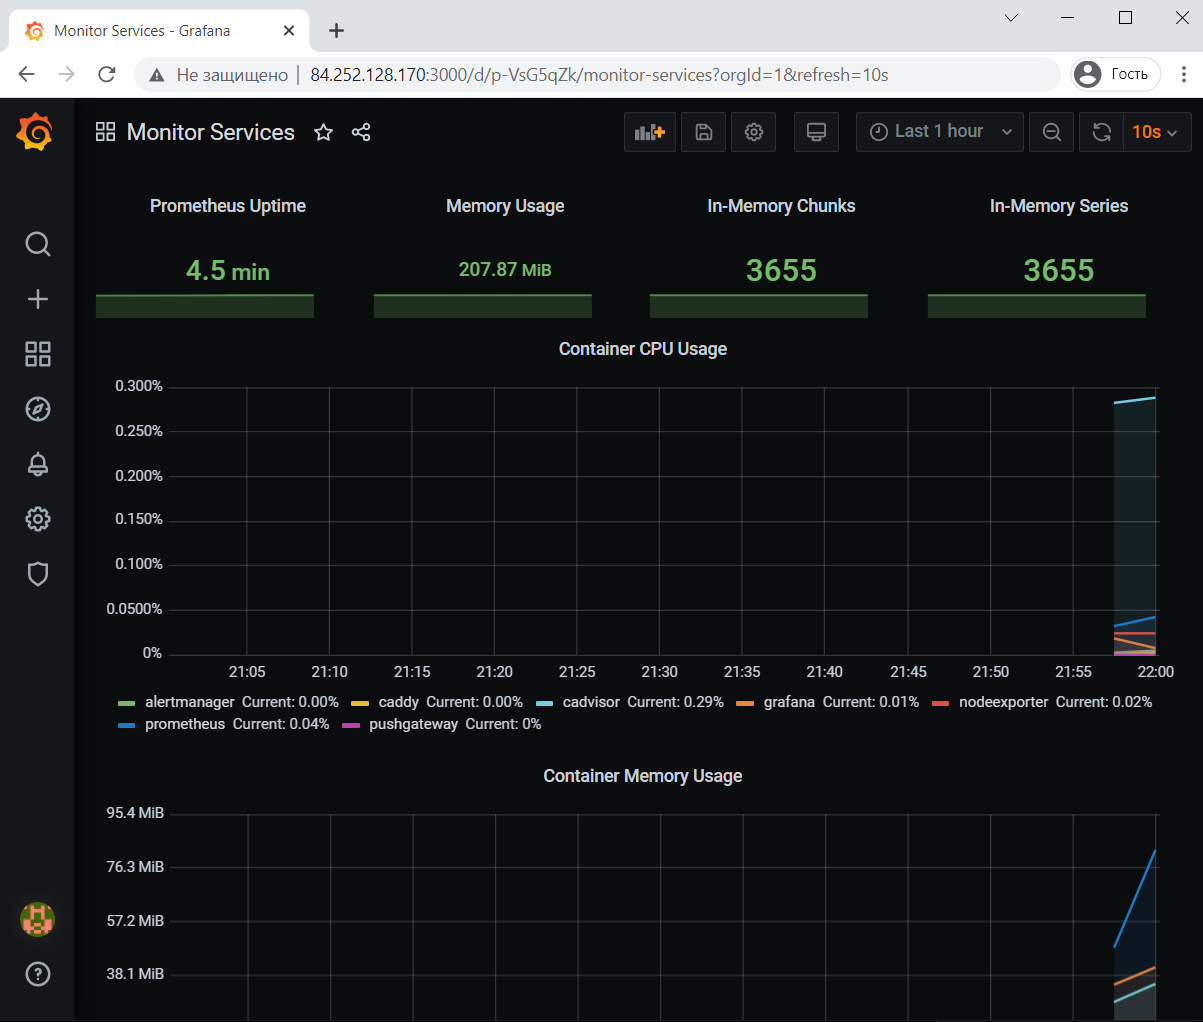 Monitor Services - Grafana
Не защищено | 84.252.128.170:3000/d/p-VsG5qZk/monitor-services?orgId=1&refresh=10s
Гость
Monitor Services
Last 1 hour
10s
Prometheus Uptime
Memory Usage
In-Memory Chunks
In-Memory Series
4.5 min
207.87 MiB
3655
3655
Container CPU Usage
0.300%
0.250%
0.200%
0.150%
0.100%
0.0500%
0%
21:05 21:10 21:15 21:20 21:25 21:30 21:35 21:40 21:45 21:50 21:55 22:00
alertmanager Current: 0.00% caddy Current: 0.00% cadvisor Current: 0.29% grafana Current: 0.01% nodeexporter Current: 0.02%
prometheus Current: 0.04% pushgateway Current: 0%
Container Memory Usage
95.4 MiB
76.3 MiB
57.2 MiB
38.1 MiB